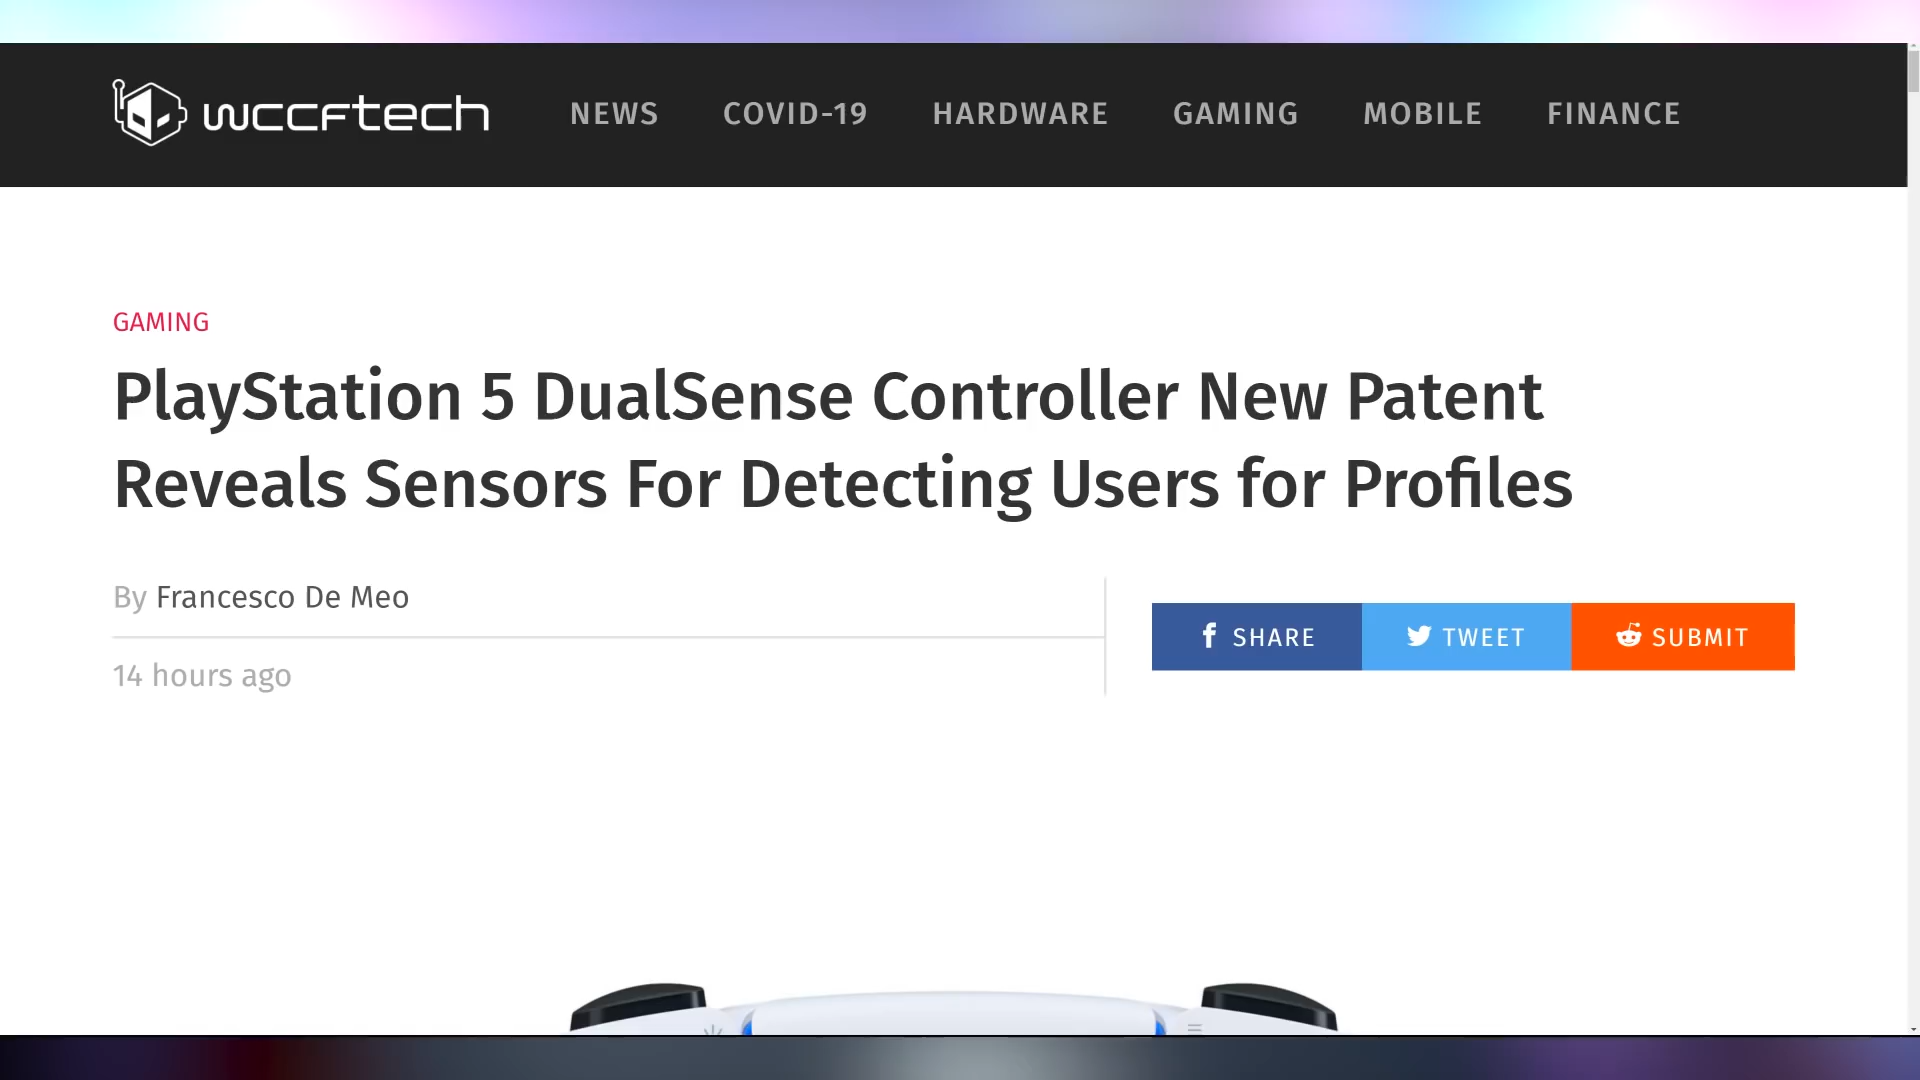 wccftech
NEWS COVID-19 HARDWARE GAMING MOBILE FINANCE
GAMING
PlayStation 5 DualSense Controller New Patent
Reveals Sensors For Detecting Users for Profiles
By Francesco De Meo
14 hours ago
SHARE TWEET SUBMIT